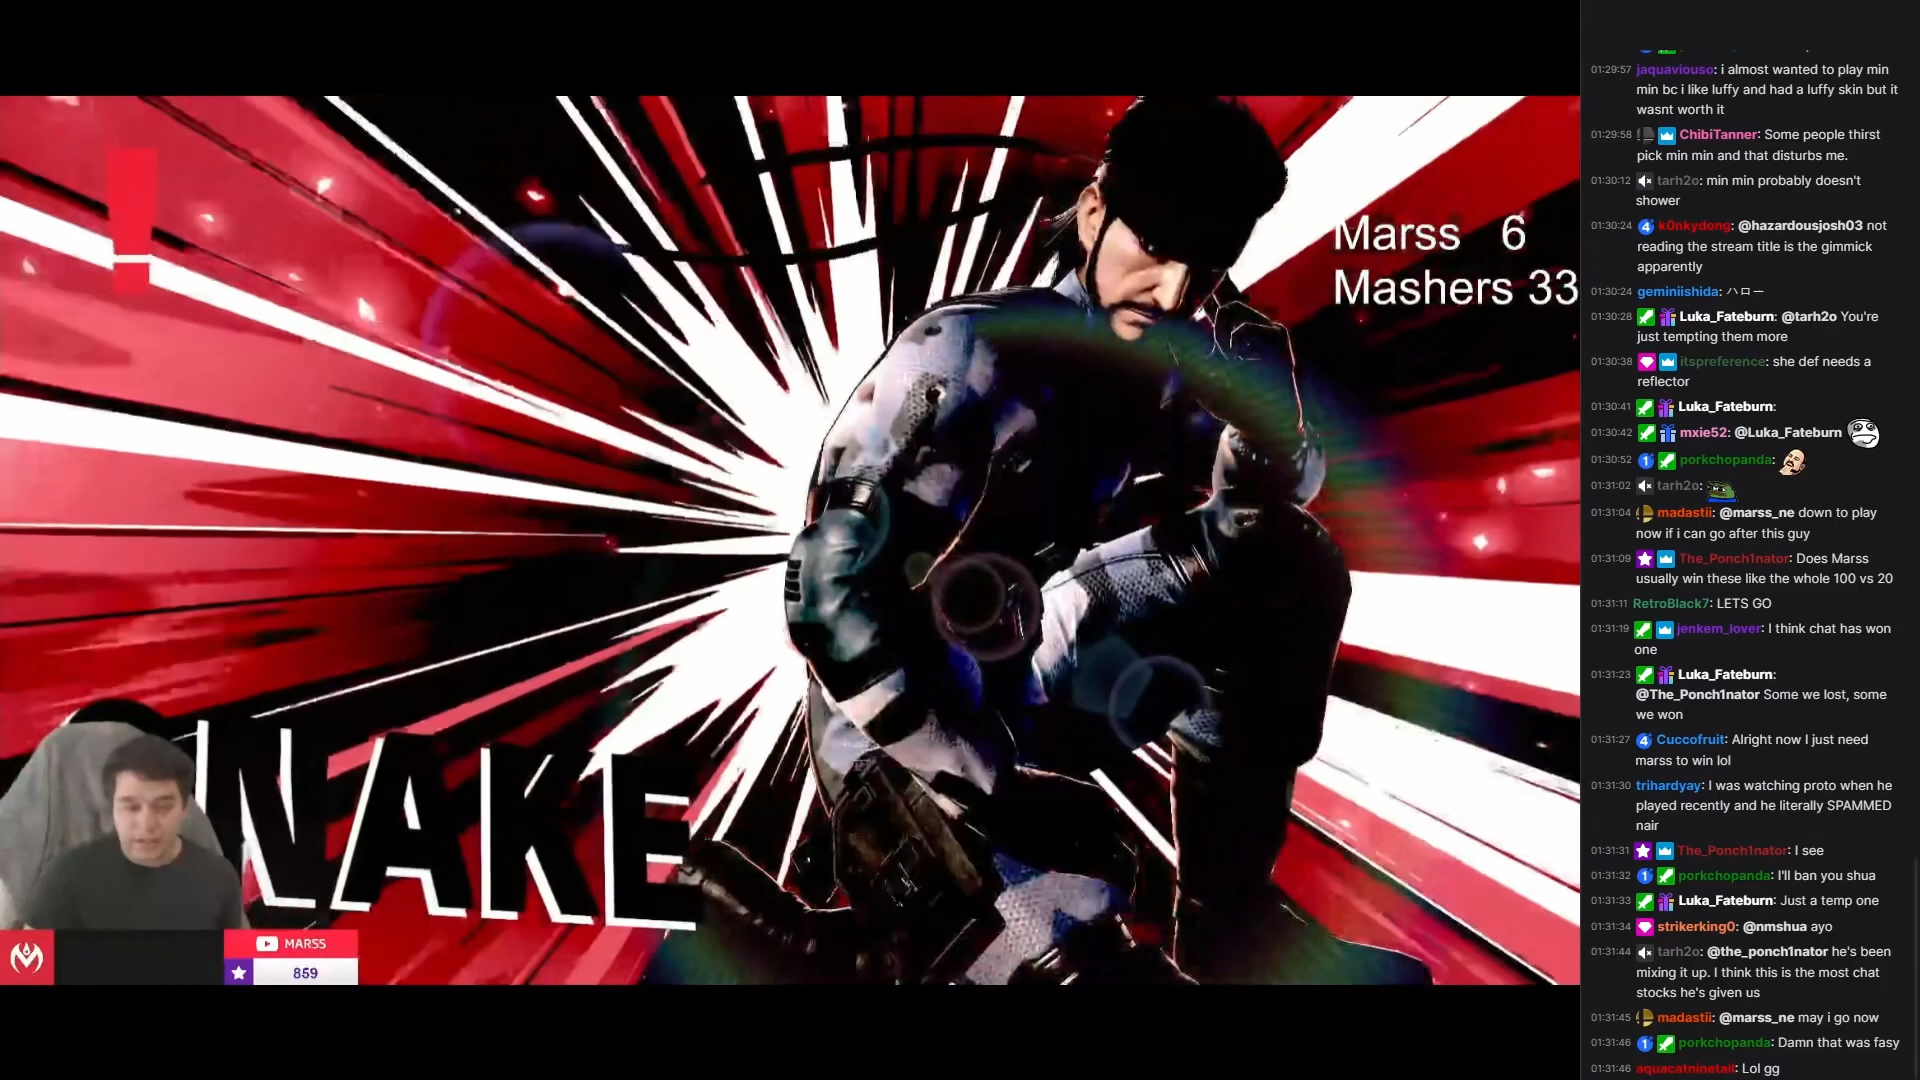 Marss 6
Mashers 33
NAKE
MARSS
859
01:29:57 jaquaviouso: i almost wanted to play min
min bc i like luffy and had a luffy skin but it
wasnt worth it
01:29:58 ChibiTanner: Some people thirst
pick min min and that disturbs me.
01:30:12 tarh2o: min min probably doesn't
shower
01:30:24 4 k0nkydong: @hazardousjosh03 not
reading the stream title is the gimmick
apparently
01:30:24 geminiishida: ハロー
01:30:28 Luka_Fateburn: @tarh2o You're
just tempting them more
01:30:38 itspreference: she def needs a
reflector
01:30:41 Luka_Fateburn:
01:30:42 mxie52: @Luka_Fateburn
01:30:52 1 porkchopanda:
01:31:02 tarh2o:
01:31:04 madastii: @marss_ne down to play
now if i can go after this guy
01:31:09 The_Ponch1nator: Does Marss
usually win these like the whole 100 vs 20
01:31:11 RetroBlack7: LETS GO
01:31:19 jenkem_lover: I think chat has won
one
01:31:23 Luka_Fateburn:
@The_Ponch1nator Some we lost, some
we won
01:31:27 4 Cuccofruit: Alright now I just need
marss to win lol
01:31:30 trihardyay: I was watching proto when he
played recently and he literally SPAMMED
nair
01:31:31 The_Ponch1nator: I see
01:31:32 1 porkchopanda: I'll ban you shua
01:31:33 Luka_Fateburn: Just a temp one
01:31:34 strikerking0: @nmshua ayo
01:31:44 tarh2o: @the_ponch1nator he's been
mixing it up. I think this is the most chat
stocks he's given us
01:31:45 madastii: @marss_ne may i go now
01:31:46 1 porkchopanda: Damn that was fasy
01:31:46 aquacatninetail: Lol gg